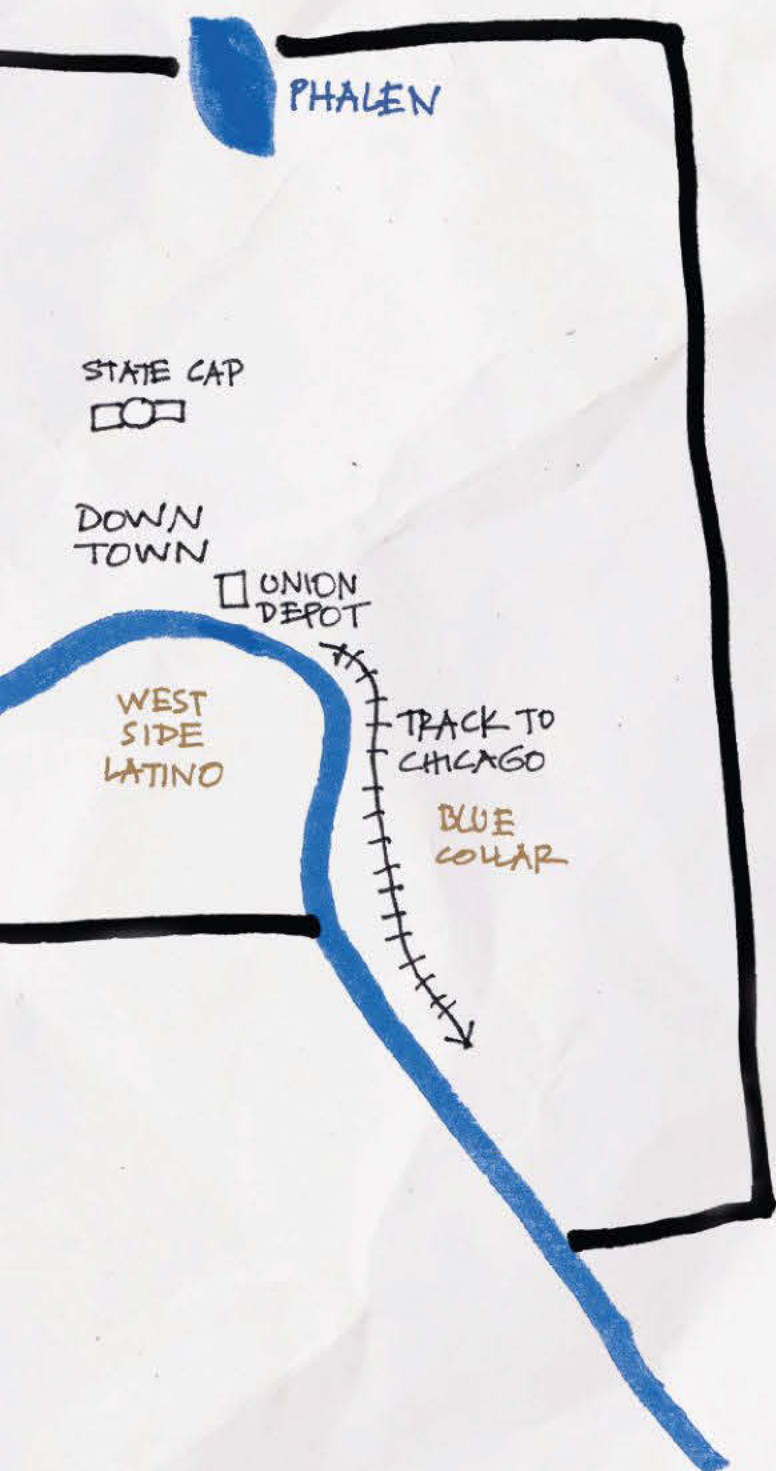 PHALEN
STATE CAP
DOWN
TOWN
UNION
DEPOT
WEST
SIDE
LATINO
TRACK TO
CHICAGO
BLUE
COLLAR